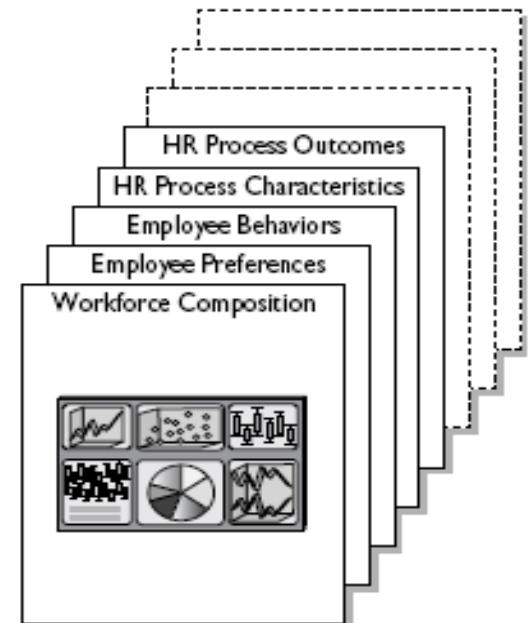 HR Process Outcomes
HR Process Characteristics
Employee Behaviors
Employee Preferences
Workforce Composition